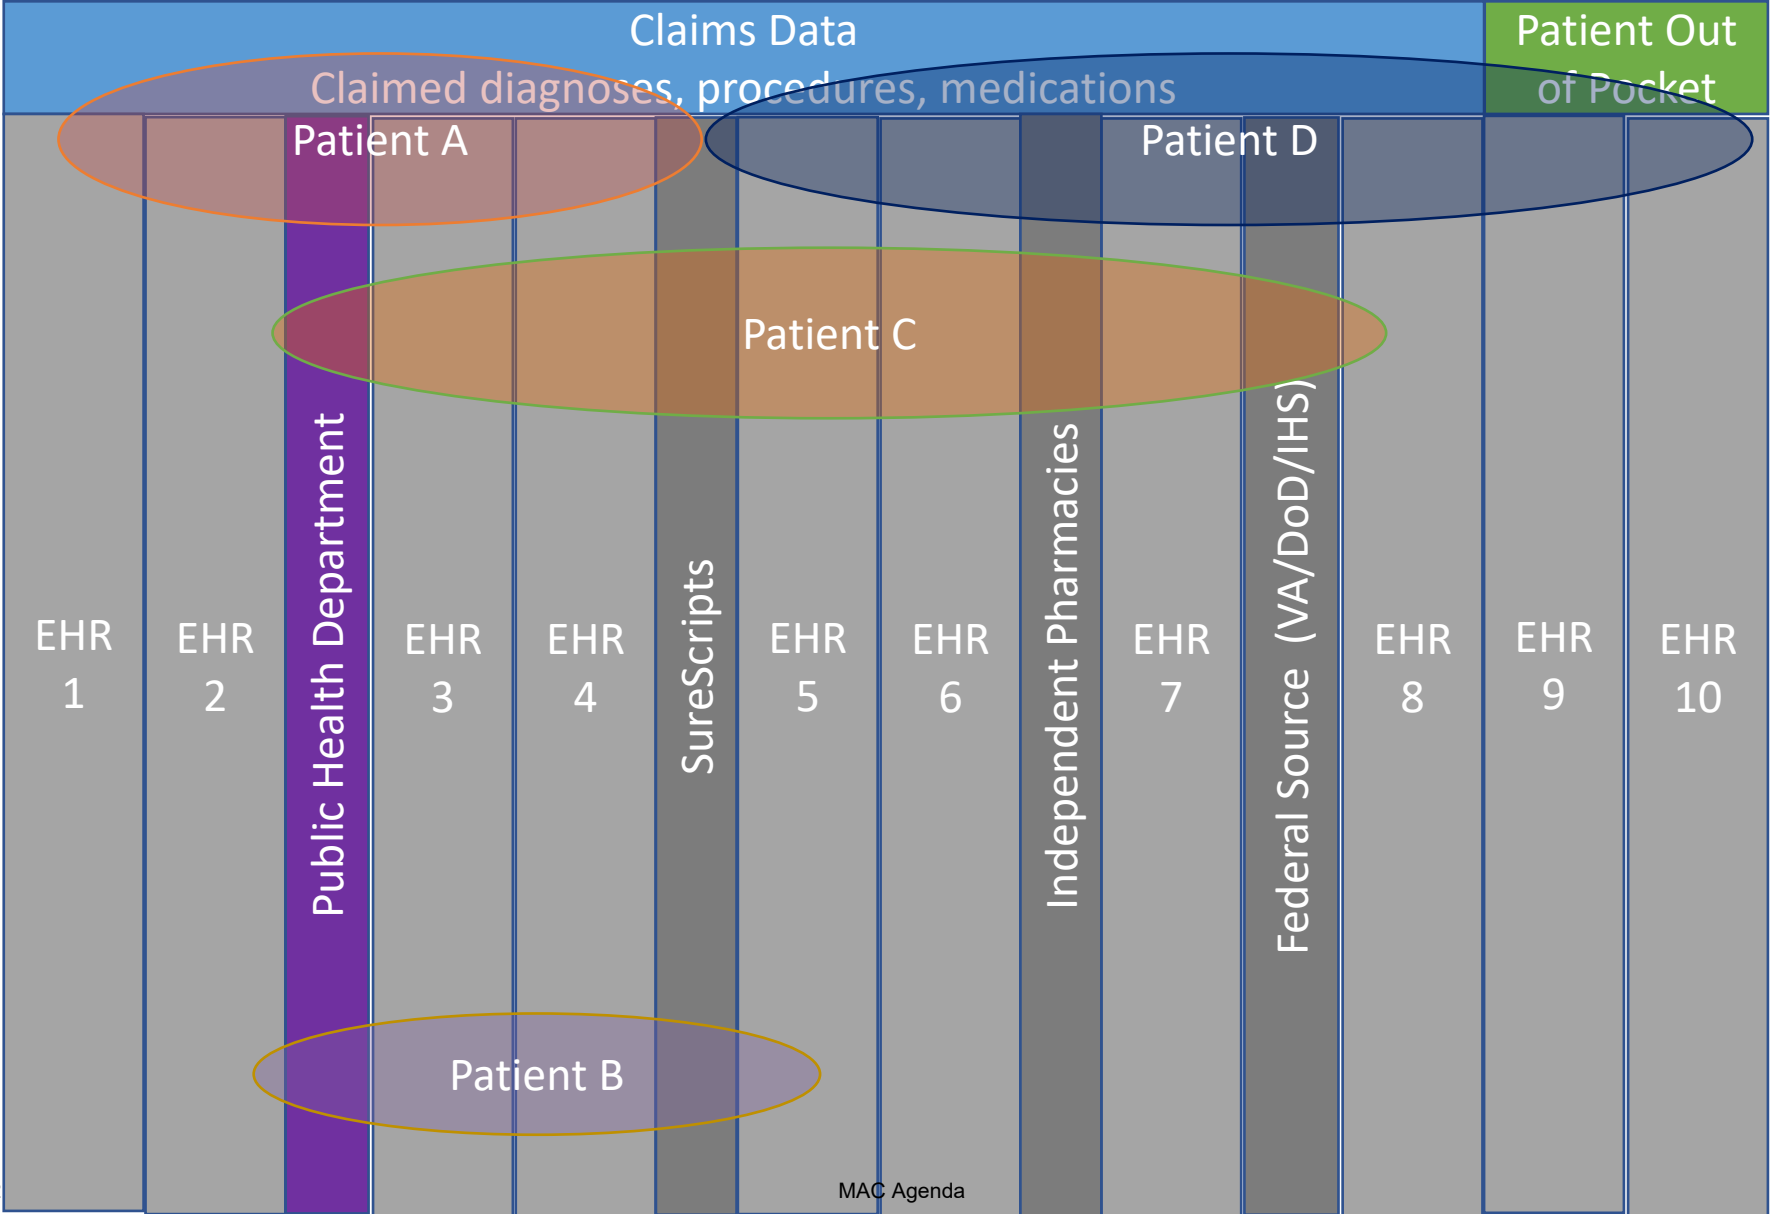 Claims Data
Claimed diagnoses, procedures, medications
Patient Out
of Pocket
Patient A
Patient D
Patient C
EHR
1
EHR
2
Public Health Department
EHR
3
EHR
4
SureScripts
EHR
5
EHR
6
Independent Pharmacies
EHR
7
Federal Source (VA/DoD/IHS)
EHR
8
EHR
9
EHR
10
Patient B
MAC Agenda